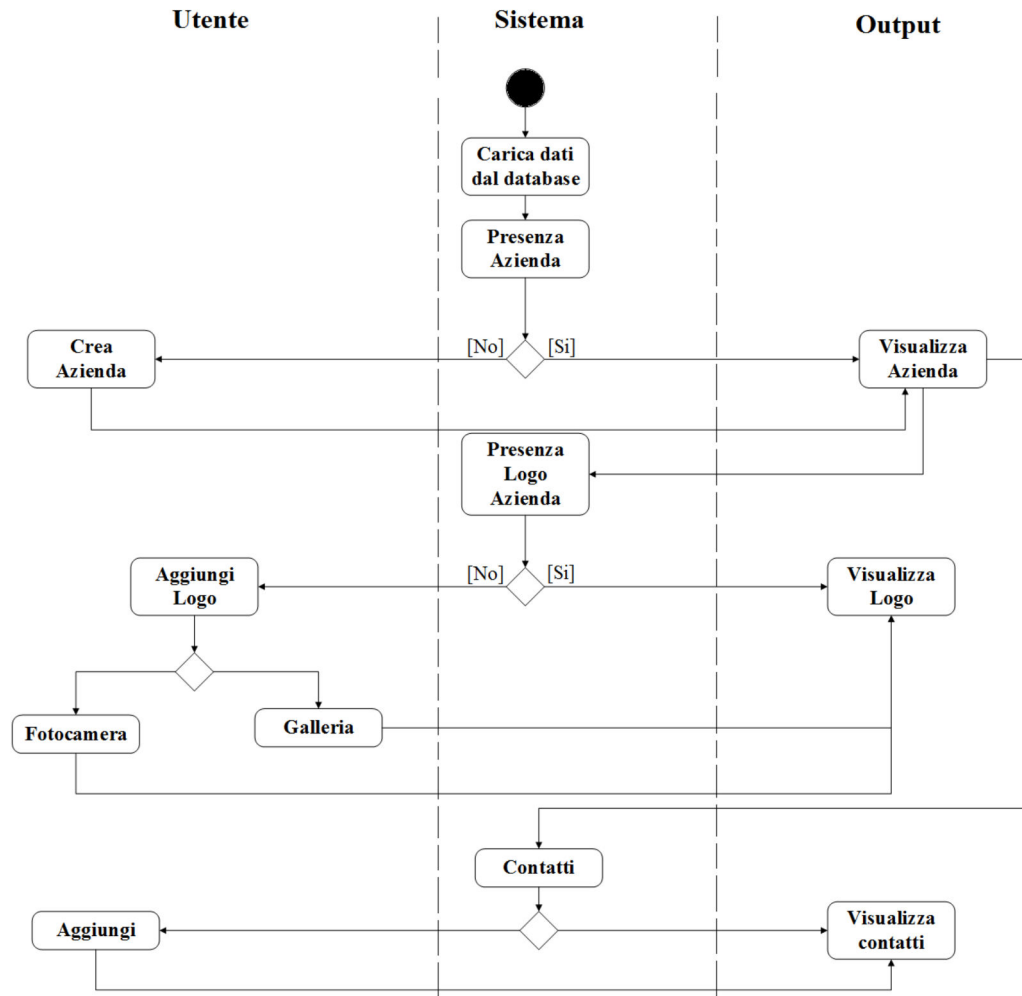 Utente
Sistema
Output
Carica dati
dal database
Presenza
Azienda
Crea
Azienda
[No]
[Si]
Visualizza
Azienda
Presenza
Logo
Azienda
Aggiungi
Logo
[No]
[Si]
Visualizza
Logo
Fotocamera
Galleria
Contatti
Aggiungi
Visualizza
contatti